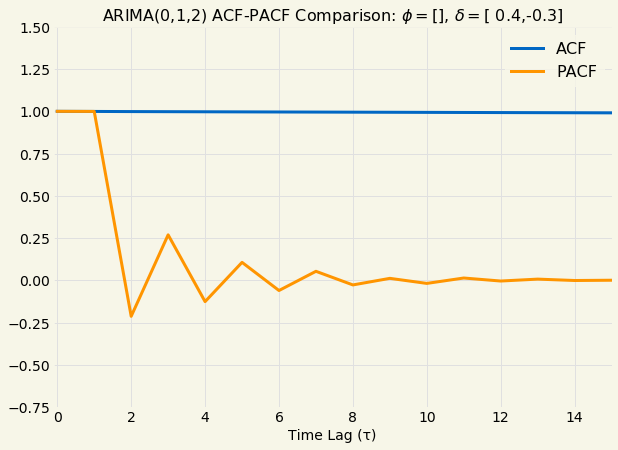 ARIMA(0,1,2) ACF-PACF Comparison: ϕ = [], δ = [ 0.4,-0.3]
ACF
PACF
1.50
1.25
1.00
0.75
0.50
0.25
0.00
−0.25
−0.50
−0.75
0 2 4 6 8 10 12 14
Time Lag (τ)